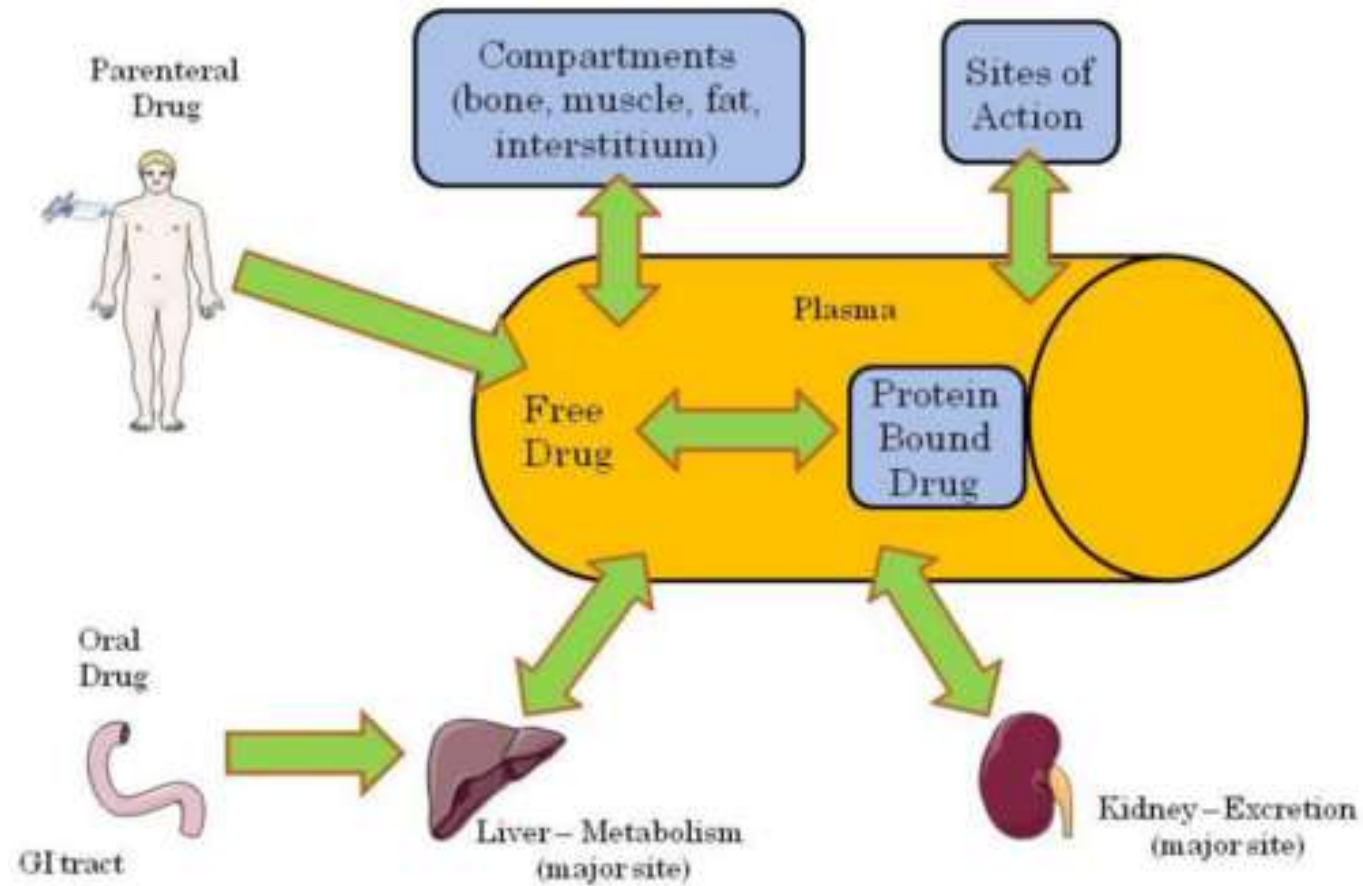 Parenteral
Drug
Compartments
(bone, muscle, fat,
interstitium)
Sites of
Action
Plasma
Free
Drug
Protein
Bound
Drug
Oral
Drug
GI tract
Liver – Metabolism
(major site)
Kidney – Excretion
(major site)